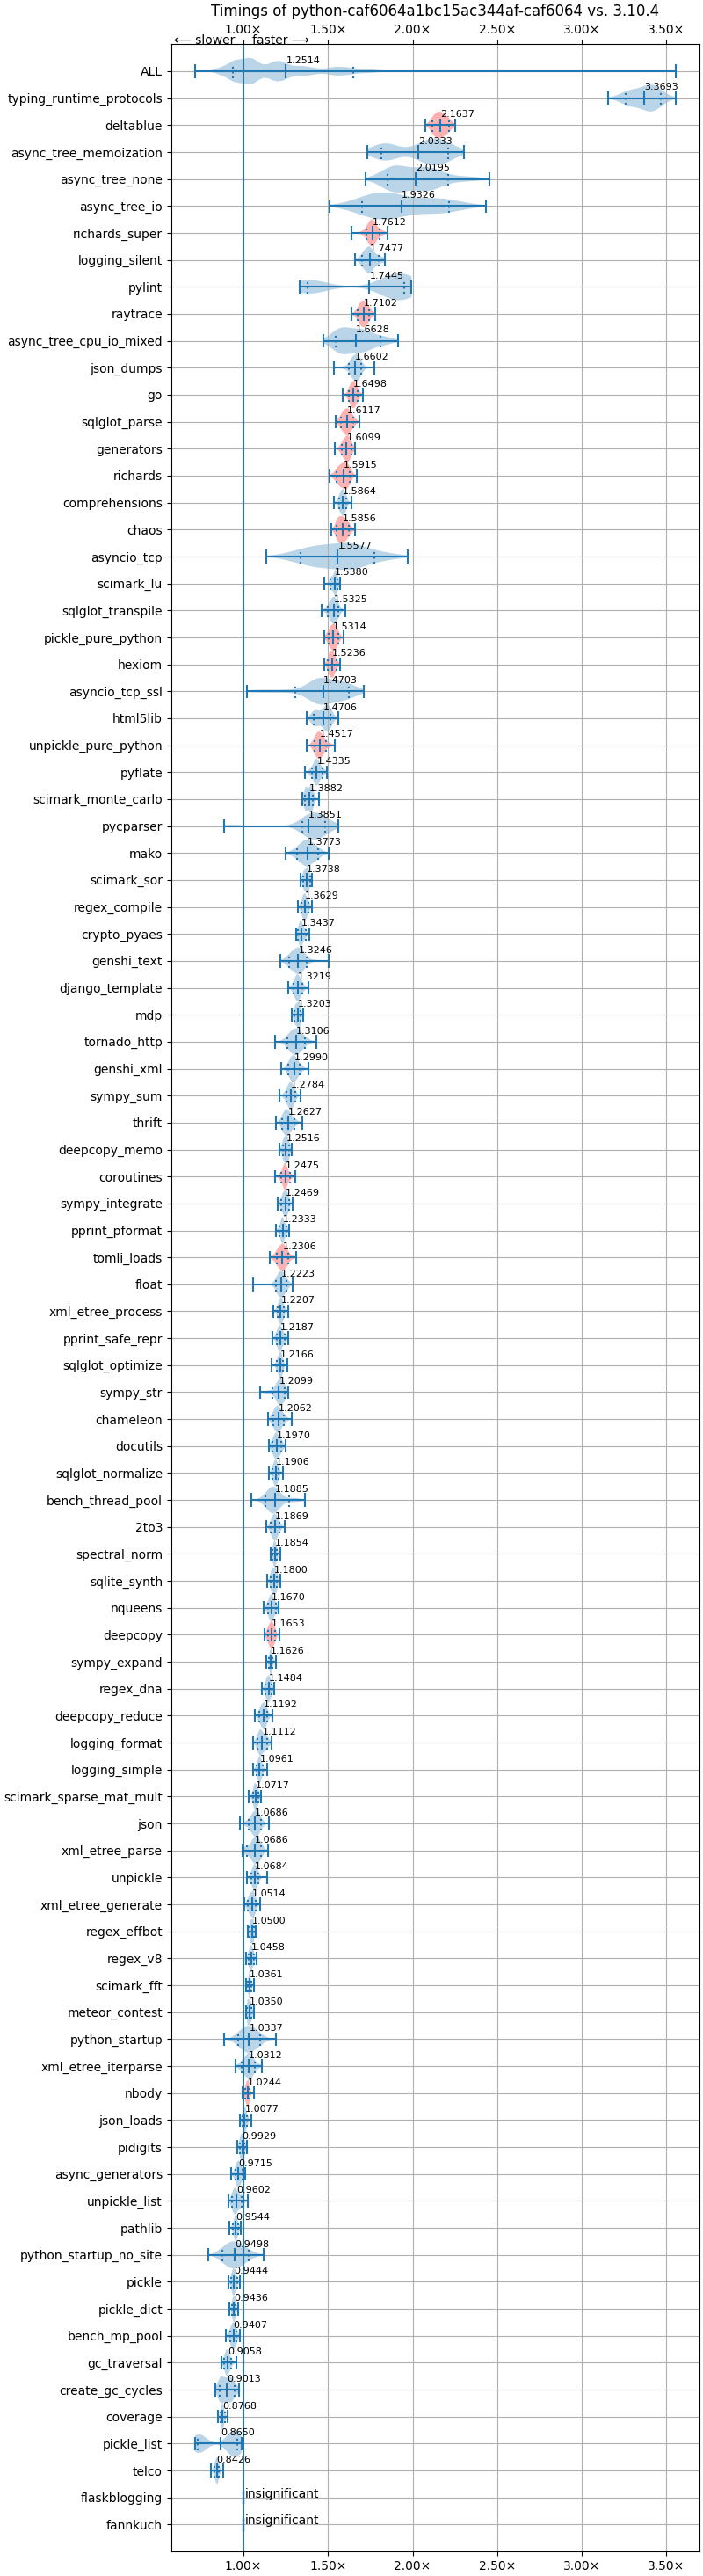 Timings of python-caf6064a1bc15ac344af-caf6064 vs. 3.10.4
1.00× 1.50× 2.00× 2.50× 3.00× 3.50×
⟵ slower faster ⟶
ALL 1.2514
typing_runtime_protocols 3.3693
deltablue 2.1637
async_tree_memoization 2.0333
async_tree_none 2.0195
async_tree_io 1.9326
richards_super 1.7612
logging_silent 1.7477
pylint 1.7445
raytrace 1.7102
async_tree_cpu_io_mixed 1.6628
json_dumps 1.6602
go 1.6498
sqlglot_parse 1.6117
generators 1.6099
richards 1.5915
comprehensions 1.5864
chaos 1.5856
asyncio_tcp 1.5577
scimark_lu 1.5380
sqlglot_transpile 1.5325
pickle_pure_python 1.5314
hexiom 1.5236
asyncio_tcp_ssl 1.4703
html5lib 1.4706
unpickle_pure_python 1.4517
pyflate 1.4335
scimark_monte_carlo 1.3882
pycparser 1.3851
mako 1.3773
scimark_sor 1.3738
regex_compile 1.3629
crypto_pyaes 1.3437
genshi_text 1.3246
django_template 1.3219
mdp 1.3203
tornado_http 1.3106
genshi_xml 1.2990
sympy_sum 1.2784
thrift 1.2627
deepcopy_memo 1.2516
coroutines 1.2475
sympy_integrate 1.2469
pprint_pformat 1.2333
tomli_loads 1.2306
float 1.2223
xml_etree_process 1.2207
pprint_safe_repr 1.2187
sqlglot_optimize 1.2166
sympy_str 1.2099
chameleon 1.2062
docutils 1.1970
sqlglot_normalize 1.1906
bench_thread_pool 1.1885
2to3 1.1869
spectral_norm 1.1854
sqlite_synth 1.1800
nqueens 1.1670
deepcopy 1.1653
sympy_expand 1.1626
regex_dna 1.1484
deepcopy_reduce 1.1192
logging_format 1.1112
logging_simple 1.0961
scimark_sparse_mat_mult 1.0717
json 1.0686
xml_etree_parse 1.0686
unpickle 1.0684
xml_etree_generate 1.0514
regex_effbot 1.0500
regex_v8 1.0458
scimark_fft 1.0361
meteor_contest 1.0350
python_startup 1.0337
xml_etree_iterparse 1.0312
nbody 1.0244
json_loads 1.0077
pidigits 0.9929
async_generators 0.9715
unpickle_list 0.9602
pathlib 0.9544
python_startup_no_site 0.9498
pickle 0.9444
pickle_dict 0.9436
bench_mp_pool 0.9407
gc_traversal 0.9058
create_gc_cycles 0.9013
coverage 0.8768
pickle_list 0.8650
telco 0.8426
flaskblogging insignificant
fannkuch insignificant
1.00× 1.50× 2.00× 2.50× 3.00× 3.50×